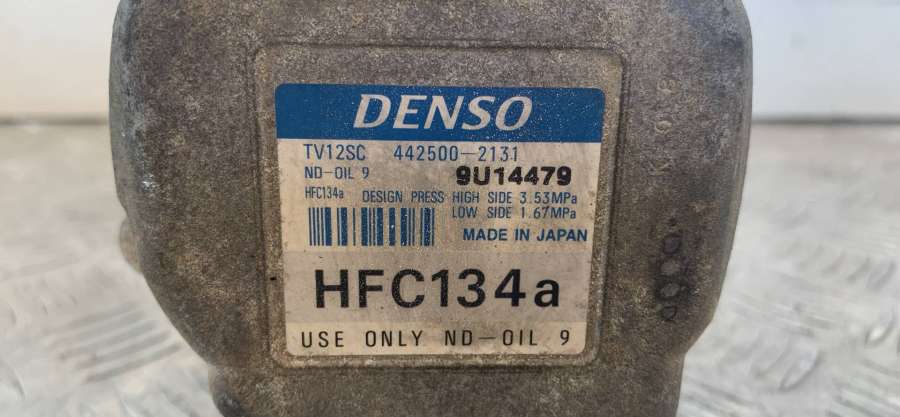 DENSO
TV12SC 442500-2131
ND-OIL 9 9U14479
HFC134a DESIGN PRESS HIGH SIDE 3.53MPa
LOW SIDE 1.67MPa
MADE IN JAPAN
HFC134a
USE ONLY ND-OIL 9